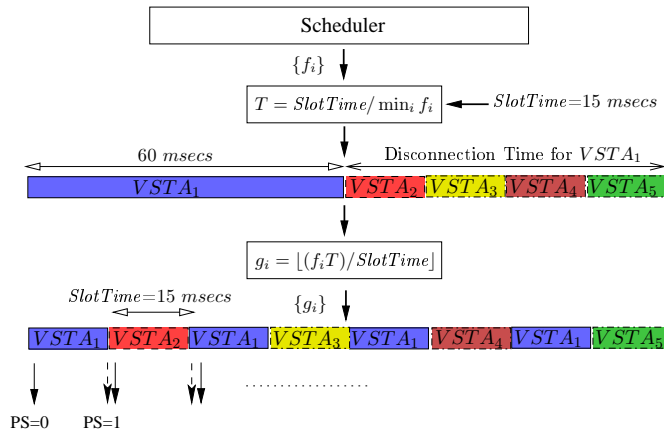 Scheduler
{f_i}
T = SlotTime/ min_i f_i
SlotTime=15 msecs
60 msecs
Disconnection Time for VSTA_1
VSTA_1 VSTA_2 VSTA_3 VSTA_4 VSTA_5
g_i = ⌊(f_iT)/SlotTime⌋
SlotTime=15 msecs
{g_i}
VSTA_1 VSTA_2 VSTA_1 VSTA_3 VSTA_1 VSTA_4 VSTA_1 VSTA_5
PS=0 PS=1